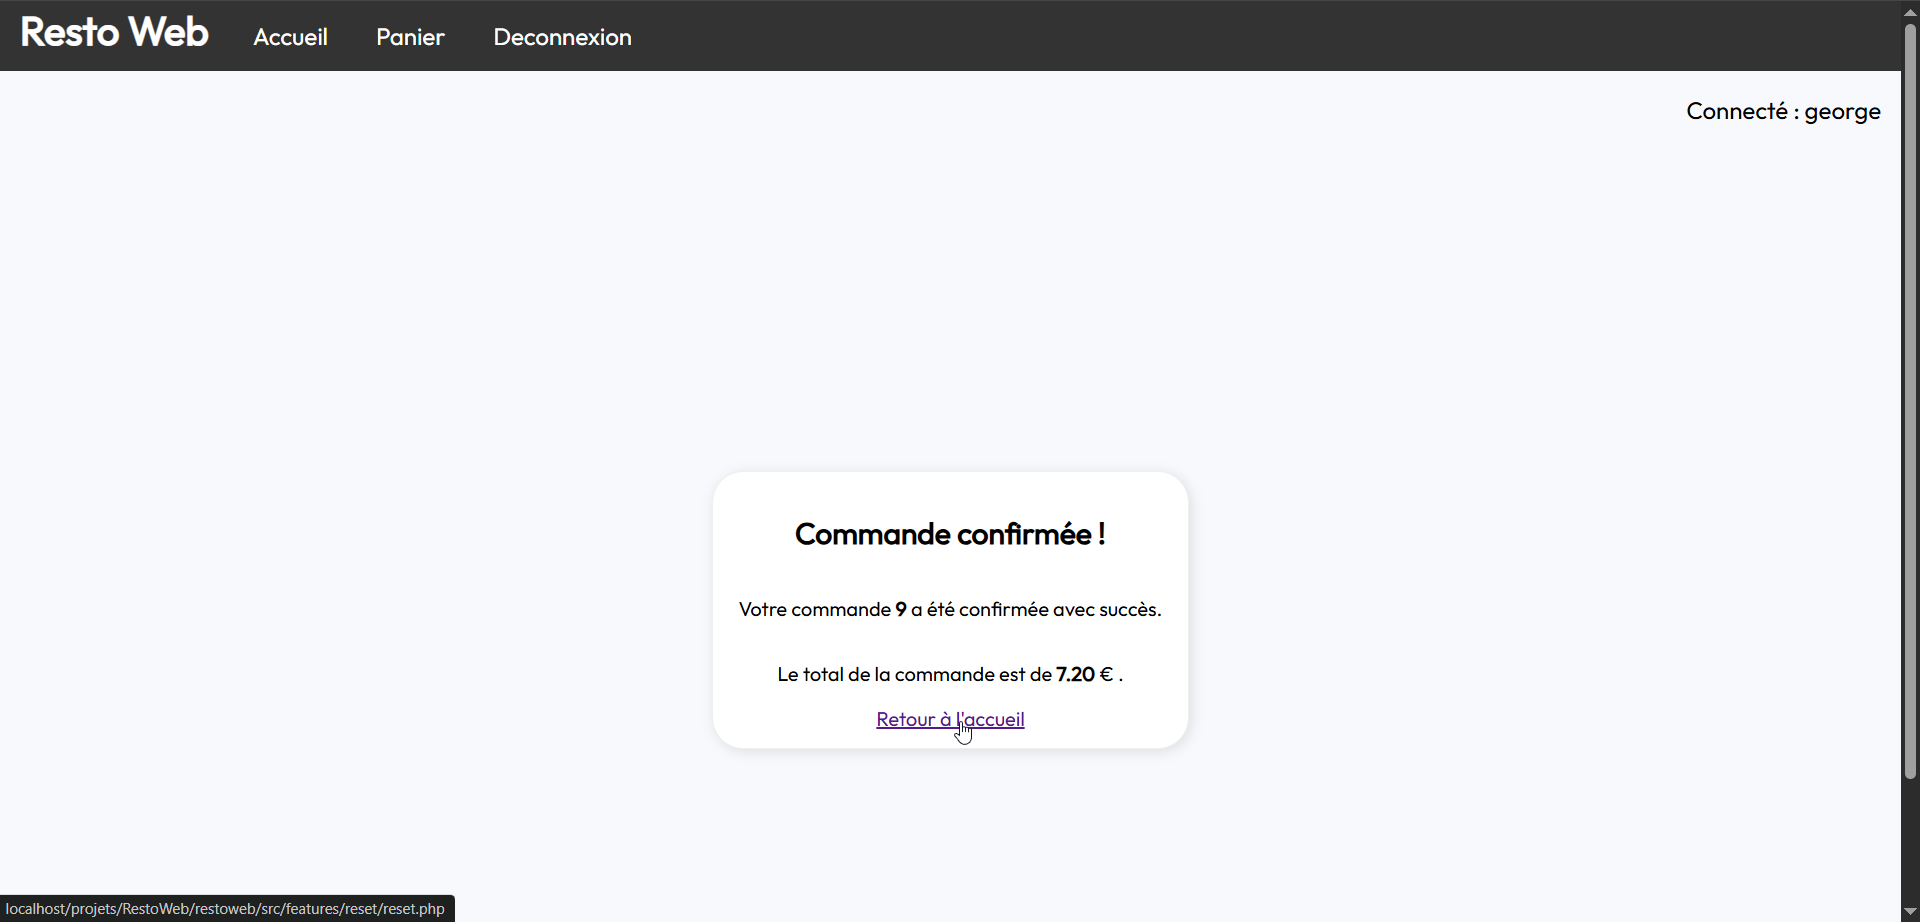 Resto Web Accueil Panier Deconnexion
Connecté : george
Commande confirmée !
Votre commande 9 a été confirmée avec succès.
Le total de la commande est de 7.20 € .
Retour à l'accueil
localhost/projets/RestoWeb/restoweb/src/features/reset/reset.php